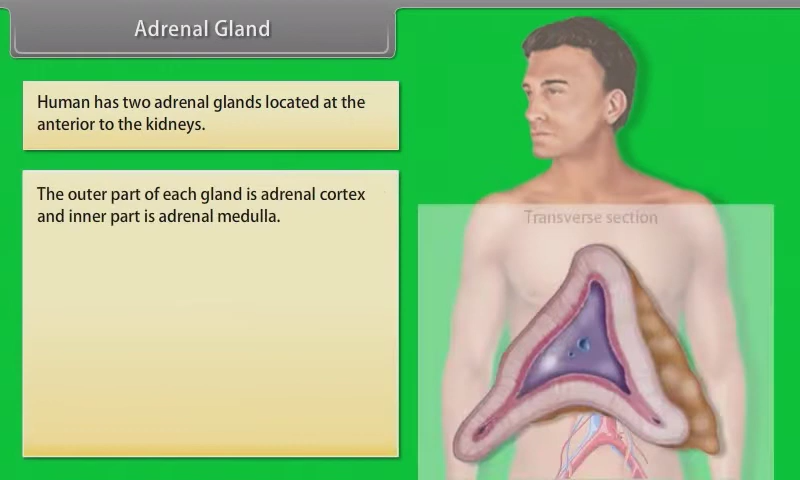 Adrenal Gland
Human has two adrenal glands located at the
anterior to the kidneys.
The outer part of each gland is adrenal cortex
and inner part is adrenal medulla.
Transverse section